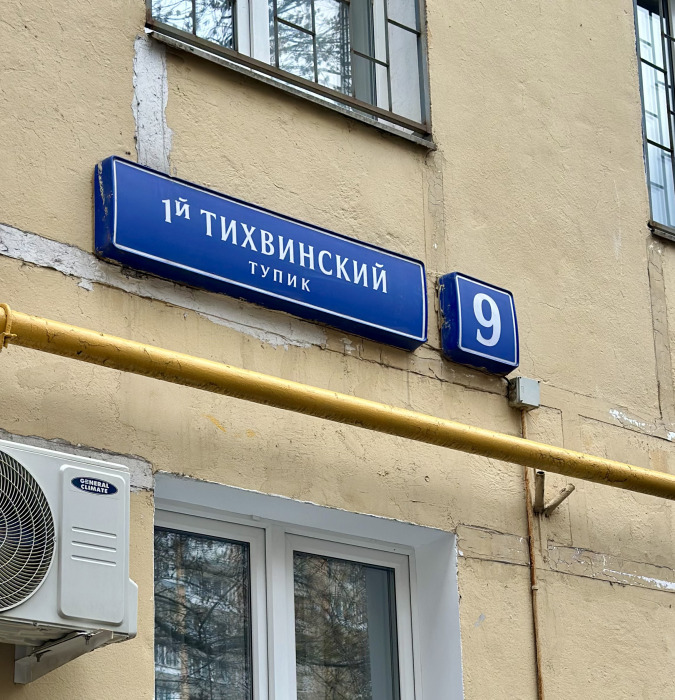 1й ТИХВИНСКИЙ
ТУПИК
9
GENERAL
CLIMATE